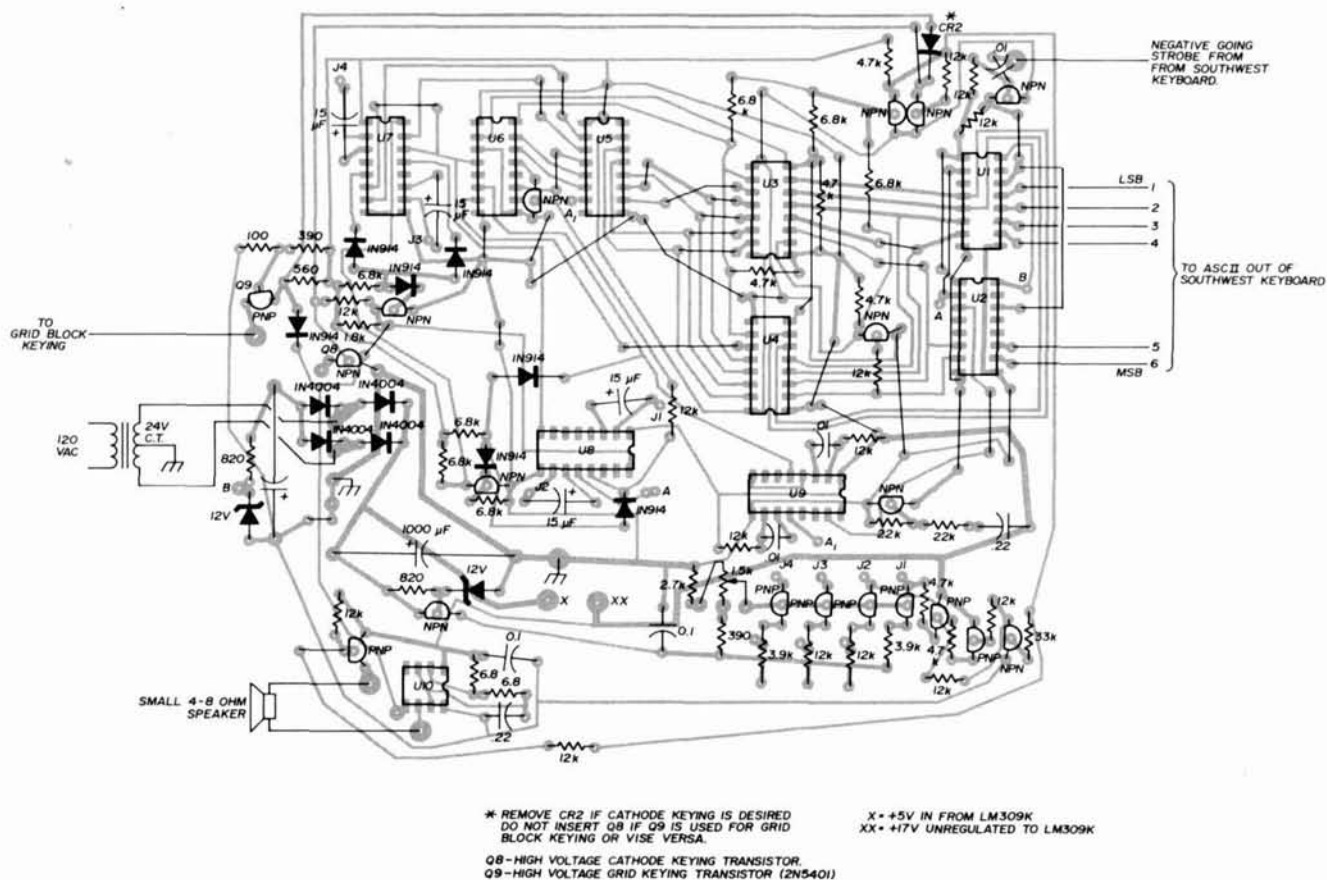 *
CR2
.01
NEGATIVE GOING
STROBE FROM
FROM SOUTHWEST
KEYBOARD.
4.7k
12k
12k
NPN
J4
6.8
k
6.8k
NPN
NPN
12k
15
µF
+
U7
U6
U5
U3
4.7
k
6.8k
U1
LSB
1
2
3
4
NPN
A1
+
15
µF
J3
100
390
1N914
1N914
1N914
560
6.8k
4.7k
B
TO ASCII OUT OF
SOUTHWEST KEYBOARD
Q9
PNP
12k
NPN
4.7k
U2
A
TO
GRID BLOCK
KEYING
1N914
1.8k
Q8
NPN
U4
NPN
5
6
MSB
1N914
12k
1N4004
1N4004
15 µF
+
J1
12k
120
VAC
24V
C.T.
1N4004
1N4004
6.8k
.01
12k
820
6.8k
1N914
U8
B
+
NPN
J2
A
U9
NPN
12V
6.8k
+
15 µF
1N914
22k
22k
.22
1000 µF
+
12k
.01
A1
820
12V
2.7k
1.5k
J4
J3
J2
J1
4.7k
X
XX
PNP
PNP
PNP
PNP
PNP
12k
12k
NPN
0.1
390
3.9k
12k
12k
3.9k
4.7
k
PNP
NPN
33k
PNP
0.1
6.8
12k
U10
6.8
SMALL 4-8 OHM
SPEAKER
.22
12k
* REMOVE CR2 IF CATHODE KEYING IS DESIRED
DO NOT INSERT Q8 IF Q9 IS USED FOR GRID
BLOCK KEYING OR VISE VERSA.
X = +5V IN FROM LM309K
XX = +17V UNREGULATED TO LM309K
Q8-HIGH VOLTAGE CATHODE KEYING TRANSISTOR.
Q9-HIGH VOLTAGE GRID KEYING TRANSISTOR (2N5401)